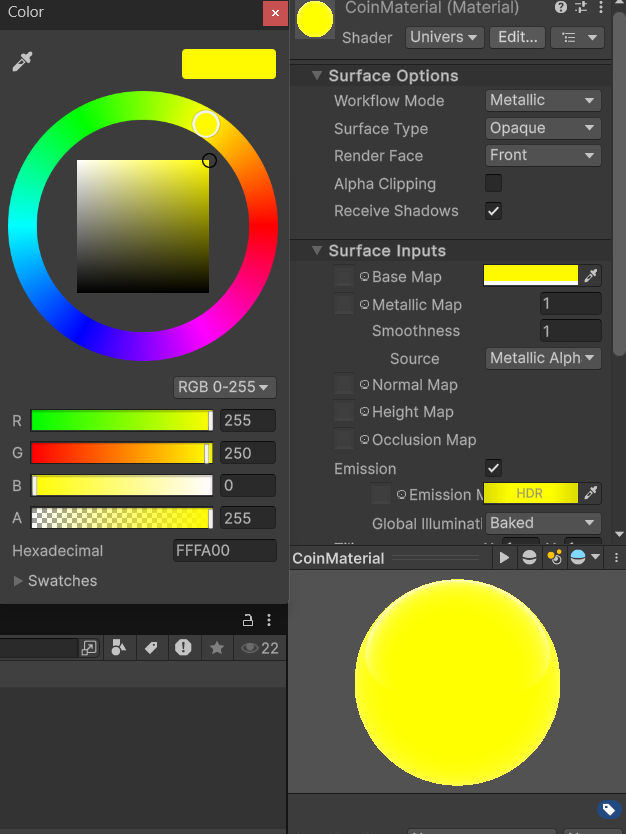 Color
RGB 0-255
R 255
G 250
B 0
A 255
Hexadecimal FFFA00
Swatches
22
CoinMaterial (Material)
Shader Univers Edit...
Surface Options
Workflow Mode Metallic
Surface Type Opaque
Render Face Front
Alpha Clipping
Receive Shadows
Surface Inputs
Base Map
Metallic Map 1
Smoothness 1
Source Metallic Alph
Normal Map
Height Map
Occlusion Map
Emission
Emission M HDR
Global Illuminati Baked
CoinMaterial